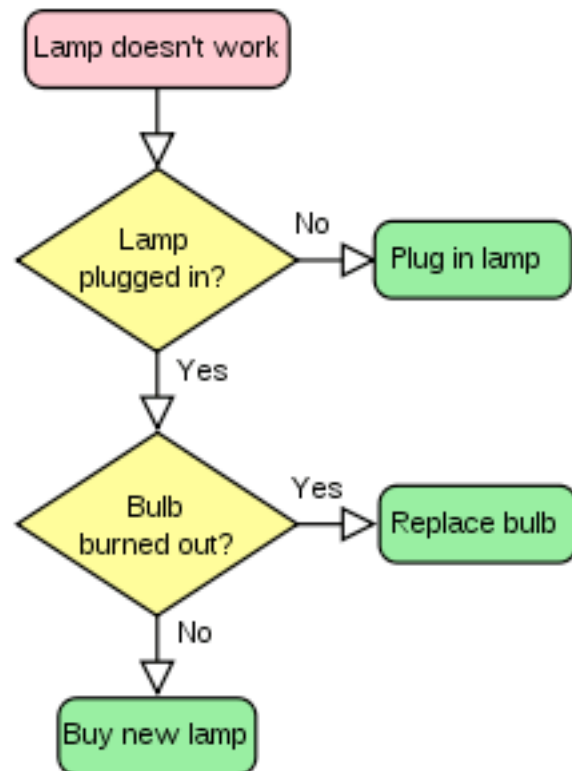 Lamp doesn't work
Lamp
plugged in?
No
Plug in lamp
Yes
Bulb
burned out?
Yes
Replace bulb
No
Buy new lamp